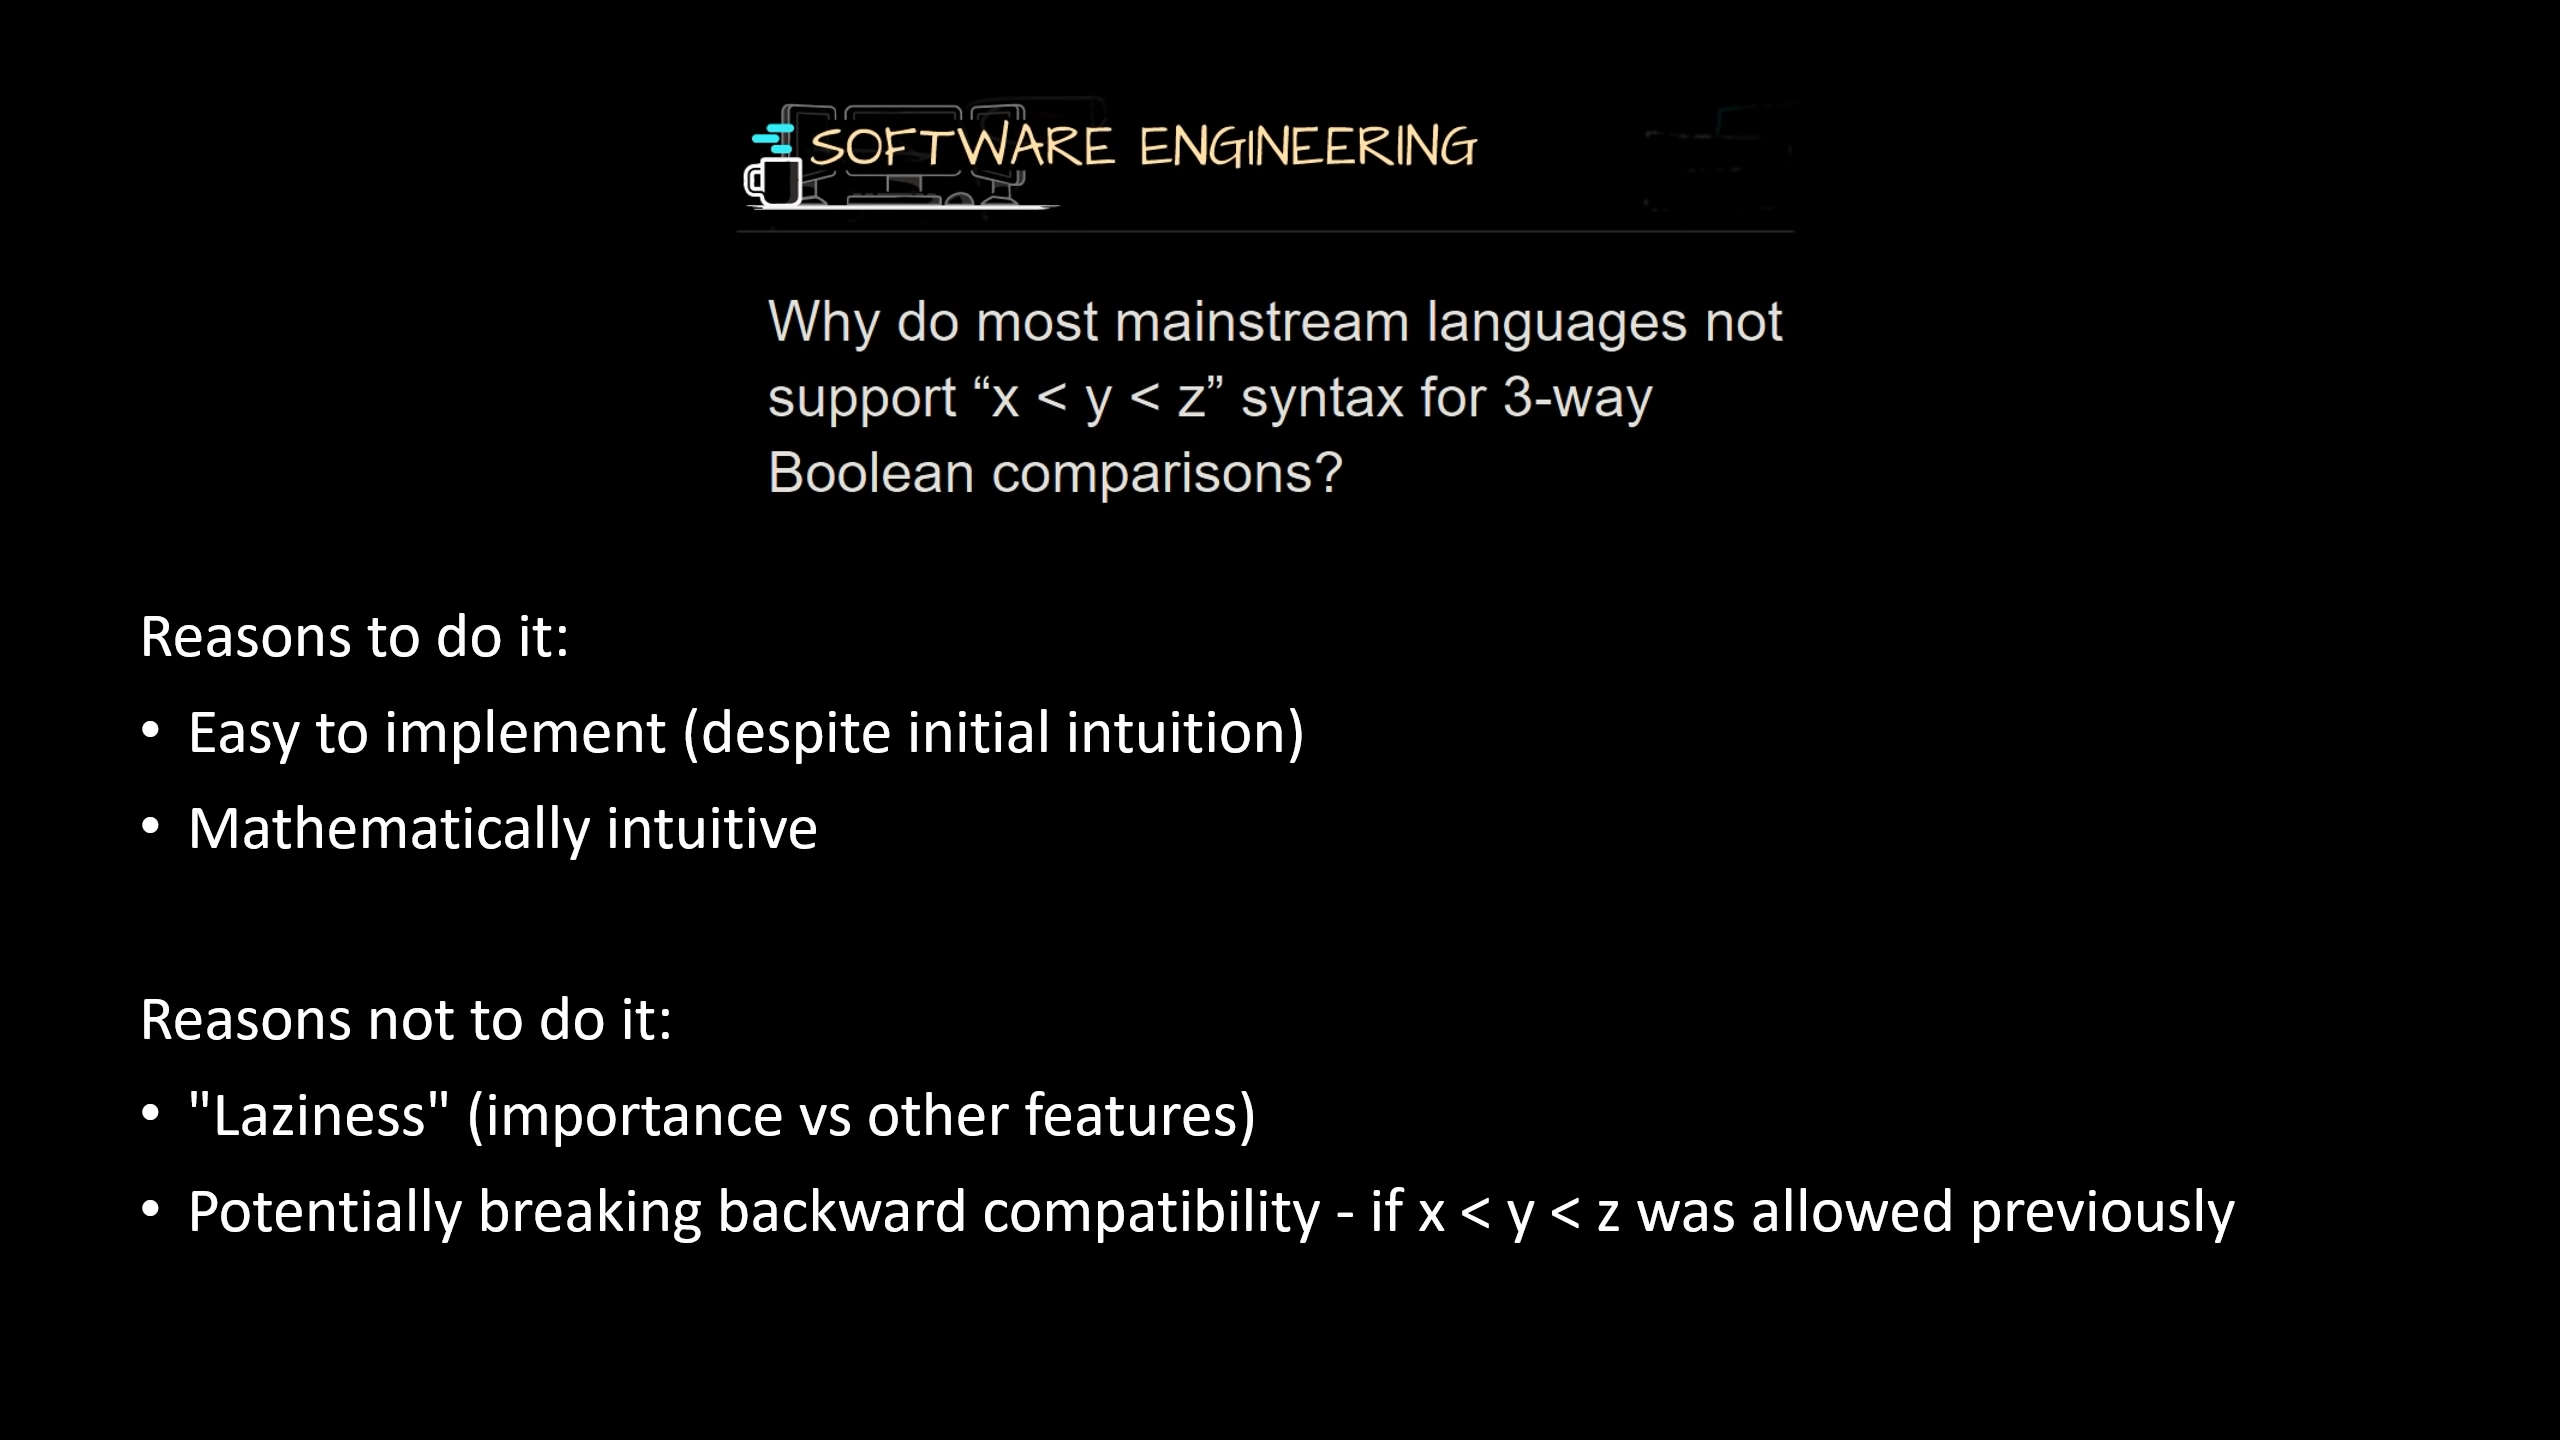 SOFTWARE ENGINEERING
Why do most mainstream languages not
support “x < y < z” syntax for 3-way
Boolean comparisons?
Reasons to do it:
• Easy to implement (despite initial intuition)
• Mathematically intuitive
Reasons not to do it:
• "Laziness" (importance vs other features)
• Potentially breaking backward compatibility - if x < y < z was allowed previously